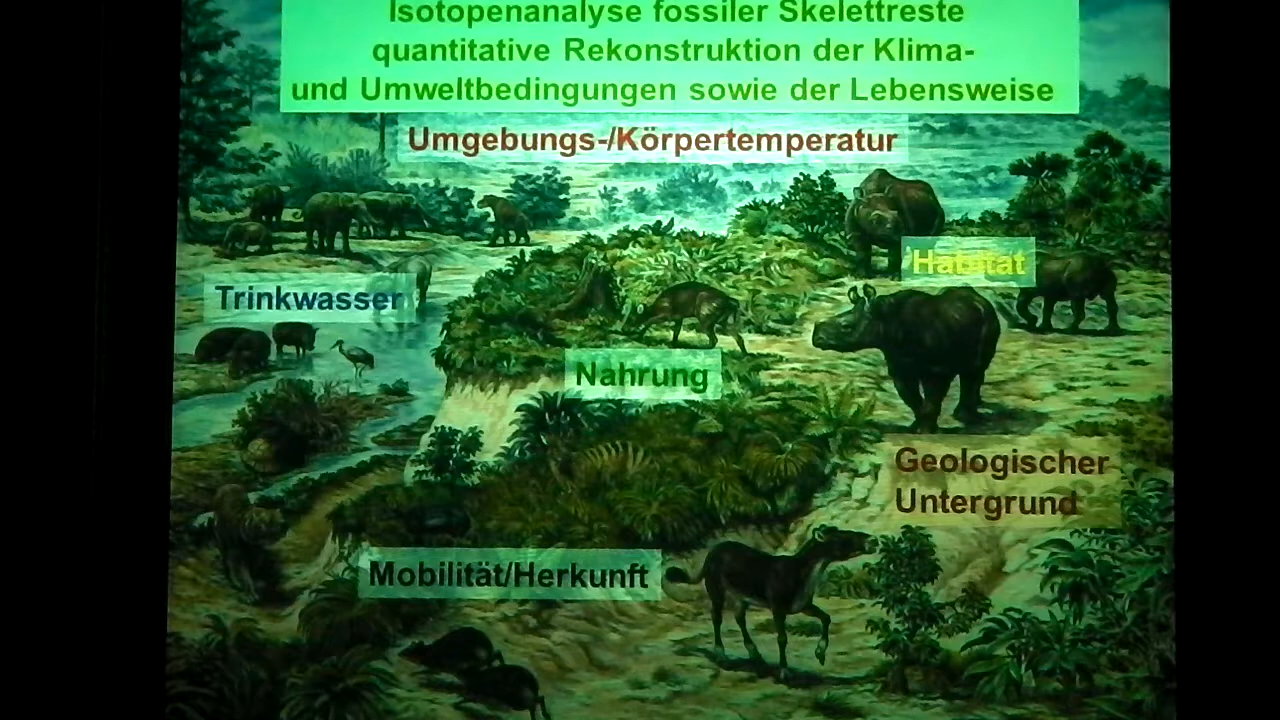 Isotopenanalyse fossiler Skelettreste
quantitative Rekonstruktion der Klima-
und Umweltbedingungen sowie der Lebensweise
Umgebungs-/Körpertemperatur
Habitat
Trinkwasser
Nahrung
Geologischer
Untergrund
Mobilität/Herkunft